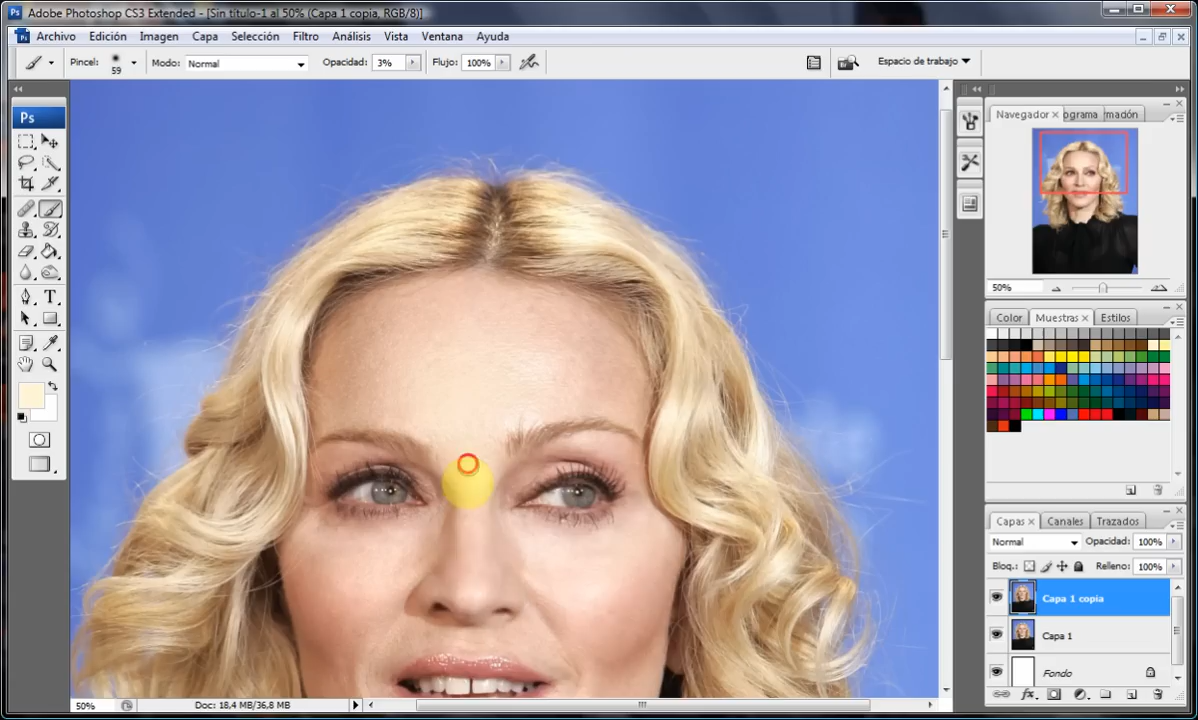 Adobe Photoshop CS3 Extended - [Sin título-1 al 50% (Capa 1 copia, RGB/8)]
Archivo Edición Imagen Capa Selección Filtro Análisis Vista Ventana Ayuda
Pincel: 59 Modo: Normal Opacidad: 3% Flujo: 100% Espacio de trabajo
Ps
Navegador ograma rmadón
50%
Color Muestras Estilos
Capas Canales Trazados
Normal Opacidad: 100%
Bloq.: Relleno: 100%
Capa 1 copia
Capa 1
Fondo
50% Doc: 18,4 MB/36,8 MB